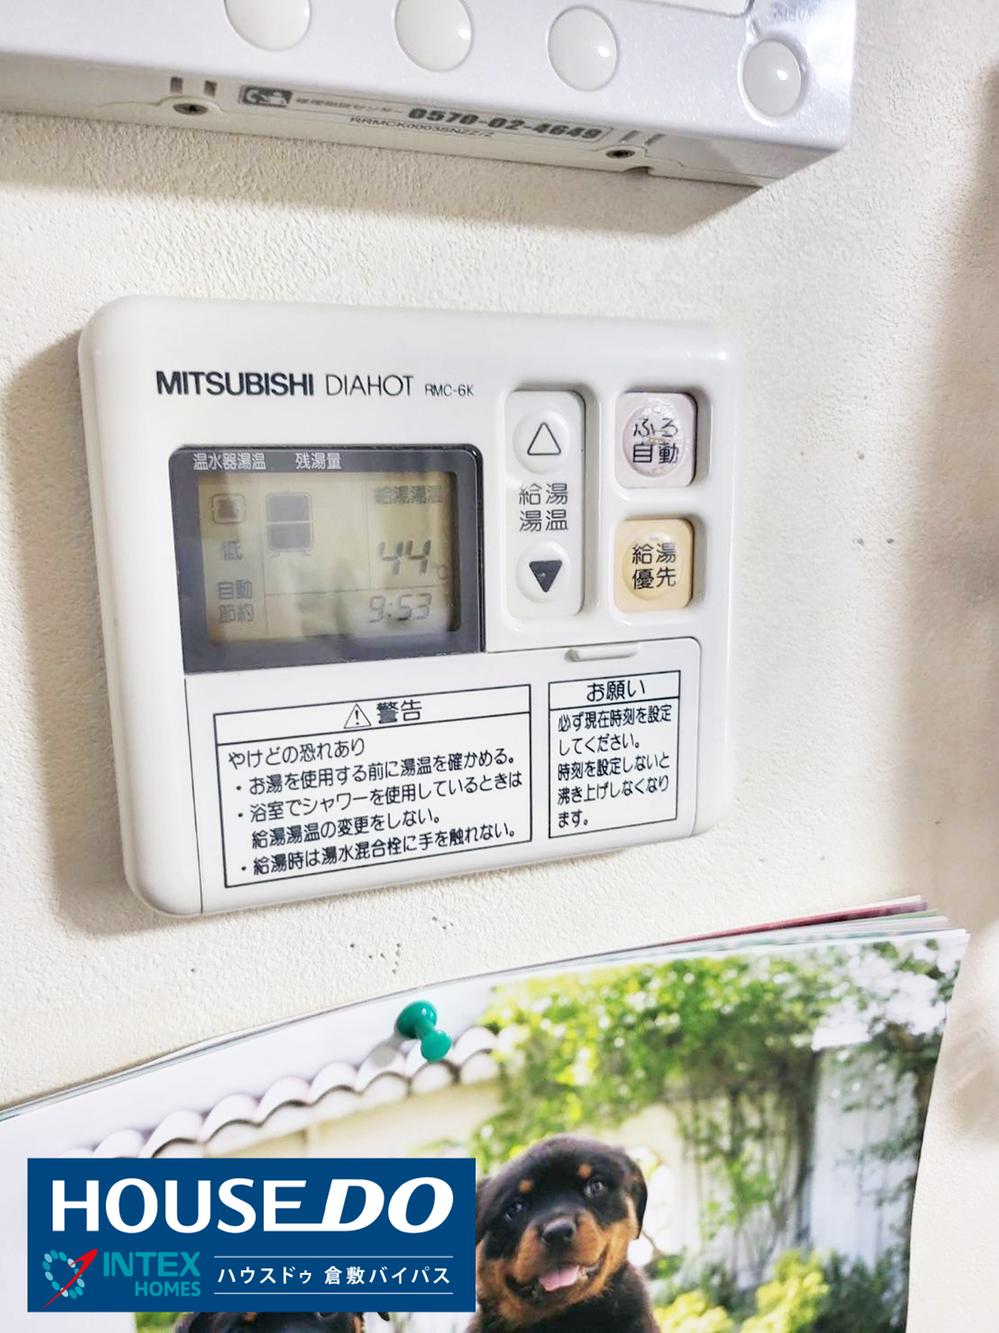 0570-02-4649
RRMCK0003SNZZ/2
MITSUBISHI DIAHOT RMC-6K
温水器湯温 残湯量
給湯湯温
低
44℃
自動
節約
9:53
給湯
湯温
ふろ
自動
給湯
優先
警告
やけどの恐れあり
・お湯を使用する前に湯温を確かめる。
・浴室でシャワーを使用しているときは
給湯湯温の変更をしない。
・給湯時は湯水混合栓に手を触れない。
お願い
必ず現在時刻を設定
してください。
時刻を設定しないと
沸き上げしなくなり
ます。
HOUSE DO
INTEX
HOMES
ハウスドゥ 倉敷バイパス